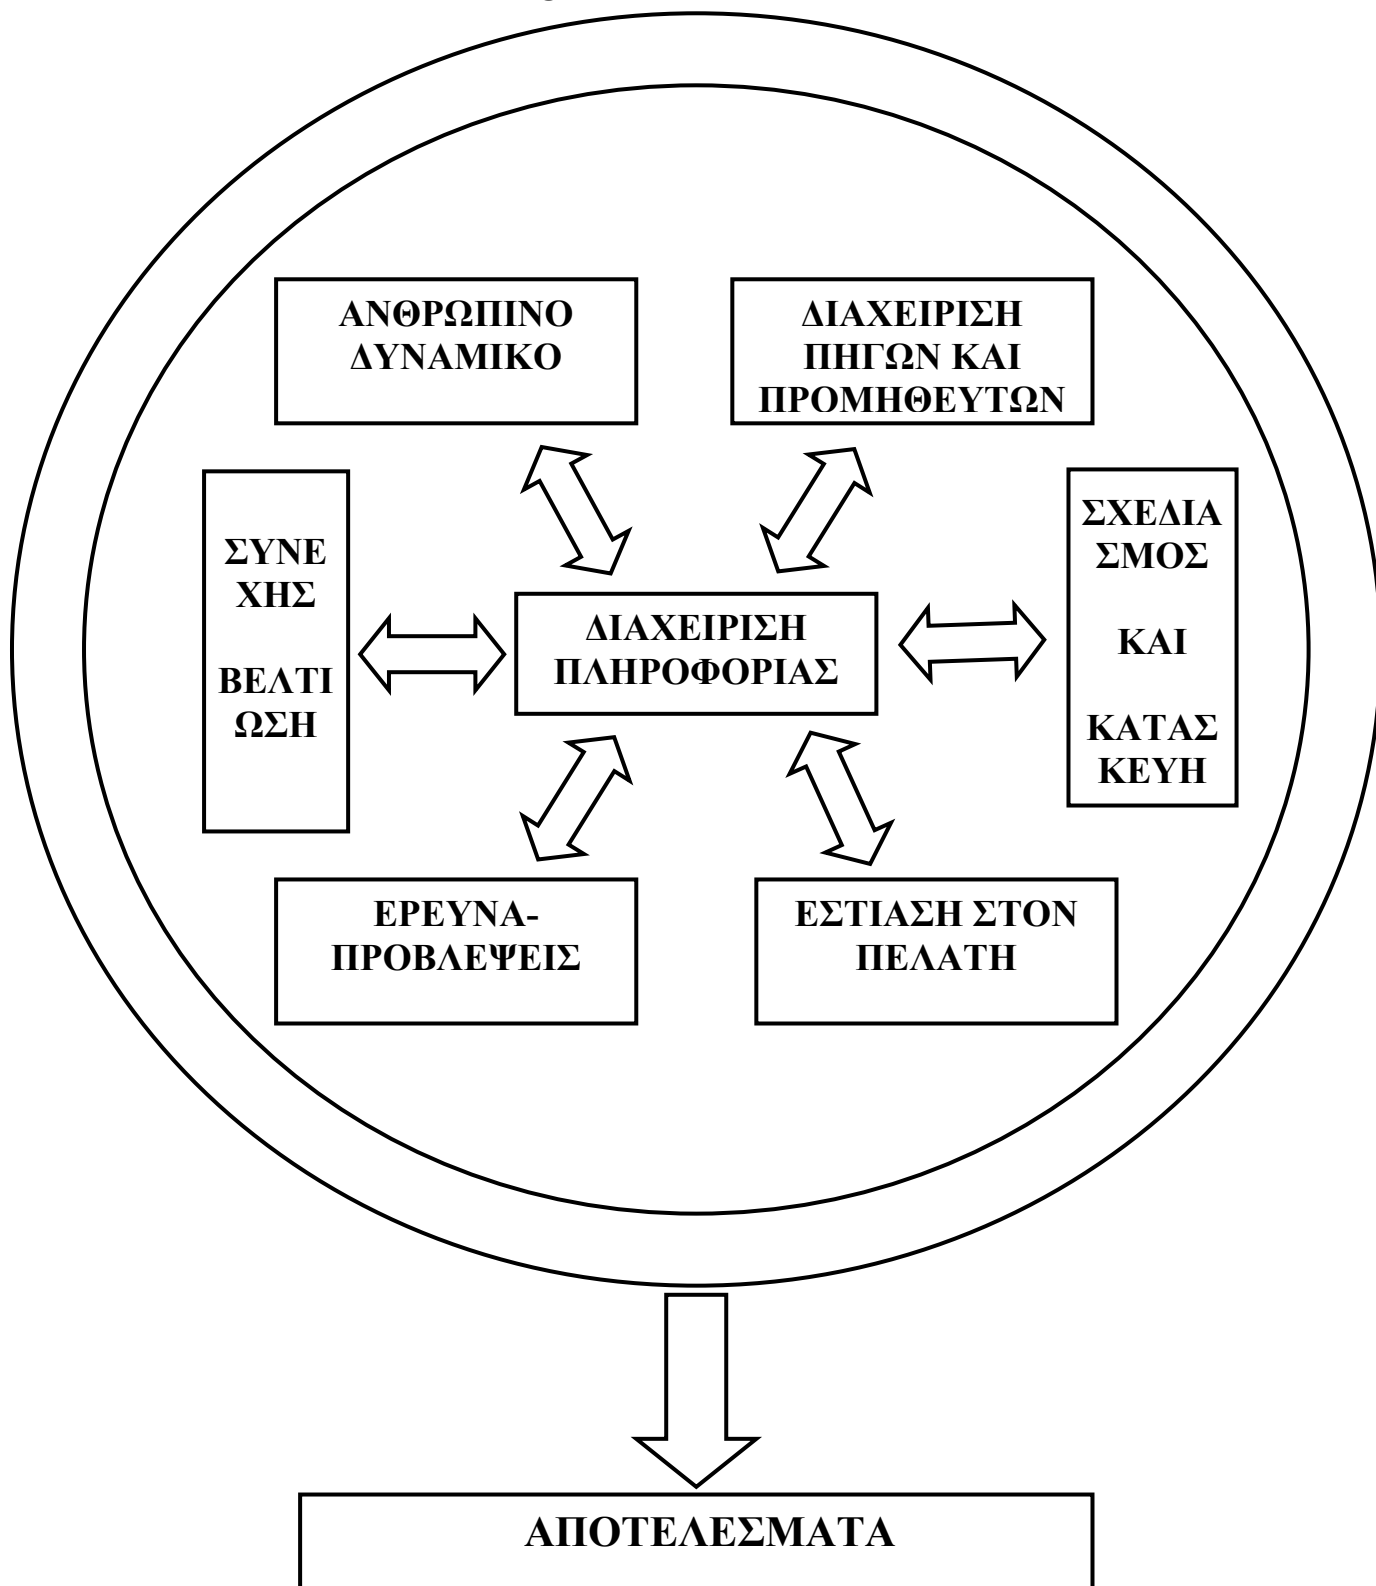 ΑΝΘΡΩΠΙΝΟ
ΔΥΝΑΜΙΚΟ
ΔΙΑΧΕΙΡΙΣΗ
ΠΗΓΩΝ ΚΑΙ
ΠΡΟΜΗΘΕΥΤΩΝ
ΣΥΝΕ
ΧΗΣ
ΒΕΛΤΙ
ΩΣΗ
ΔΙΑΧΕΙΡΙΣΗ
ΠΛΗΡΟΦΟΡΙΑΣ
ΣΧΕΔΙΑ
ΣΜΟΣ
ΚΑΙ
ΚΑΤΑΣ
ΚΕΥΗ
ΕΡΕΥΝΑ-
ΠΡΟΒΛΕΨΕΙΣ
ΕΣΤΙΑΣΗ ΣΤΟΝ
ΠΕΛΑΤΗ
ΑΠΟΤΕΛΕΣΜΑΤΑ